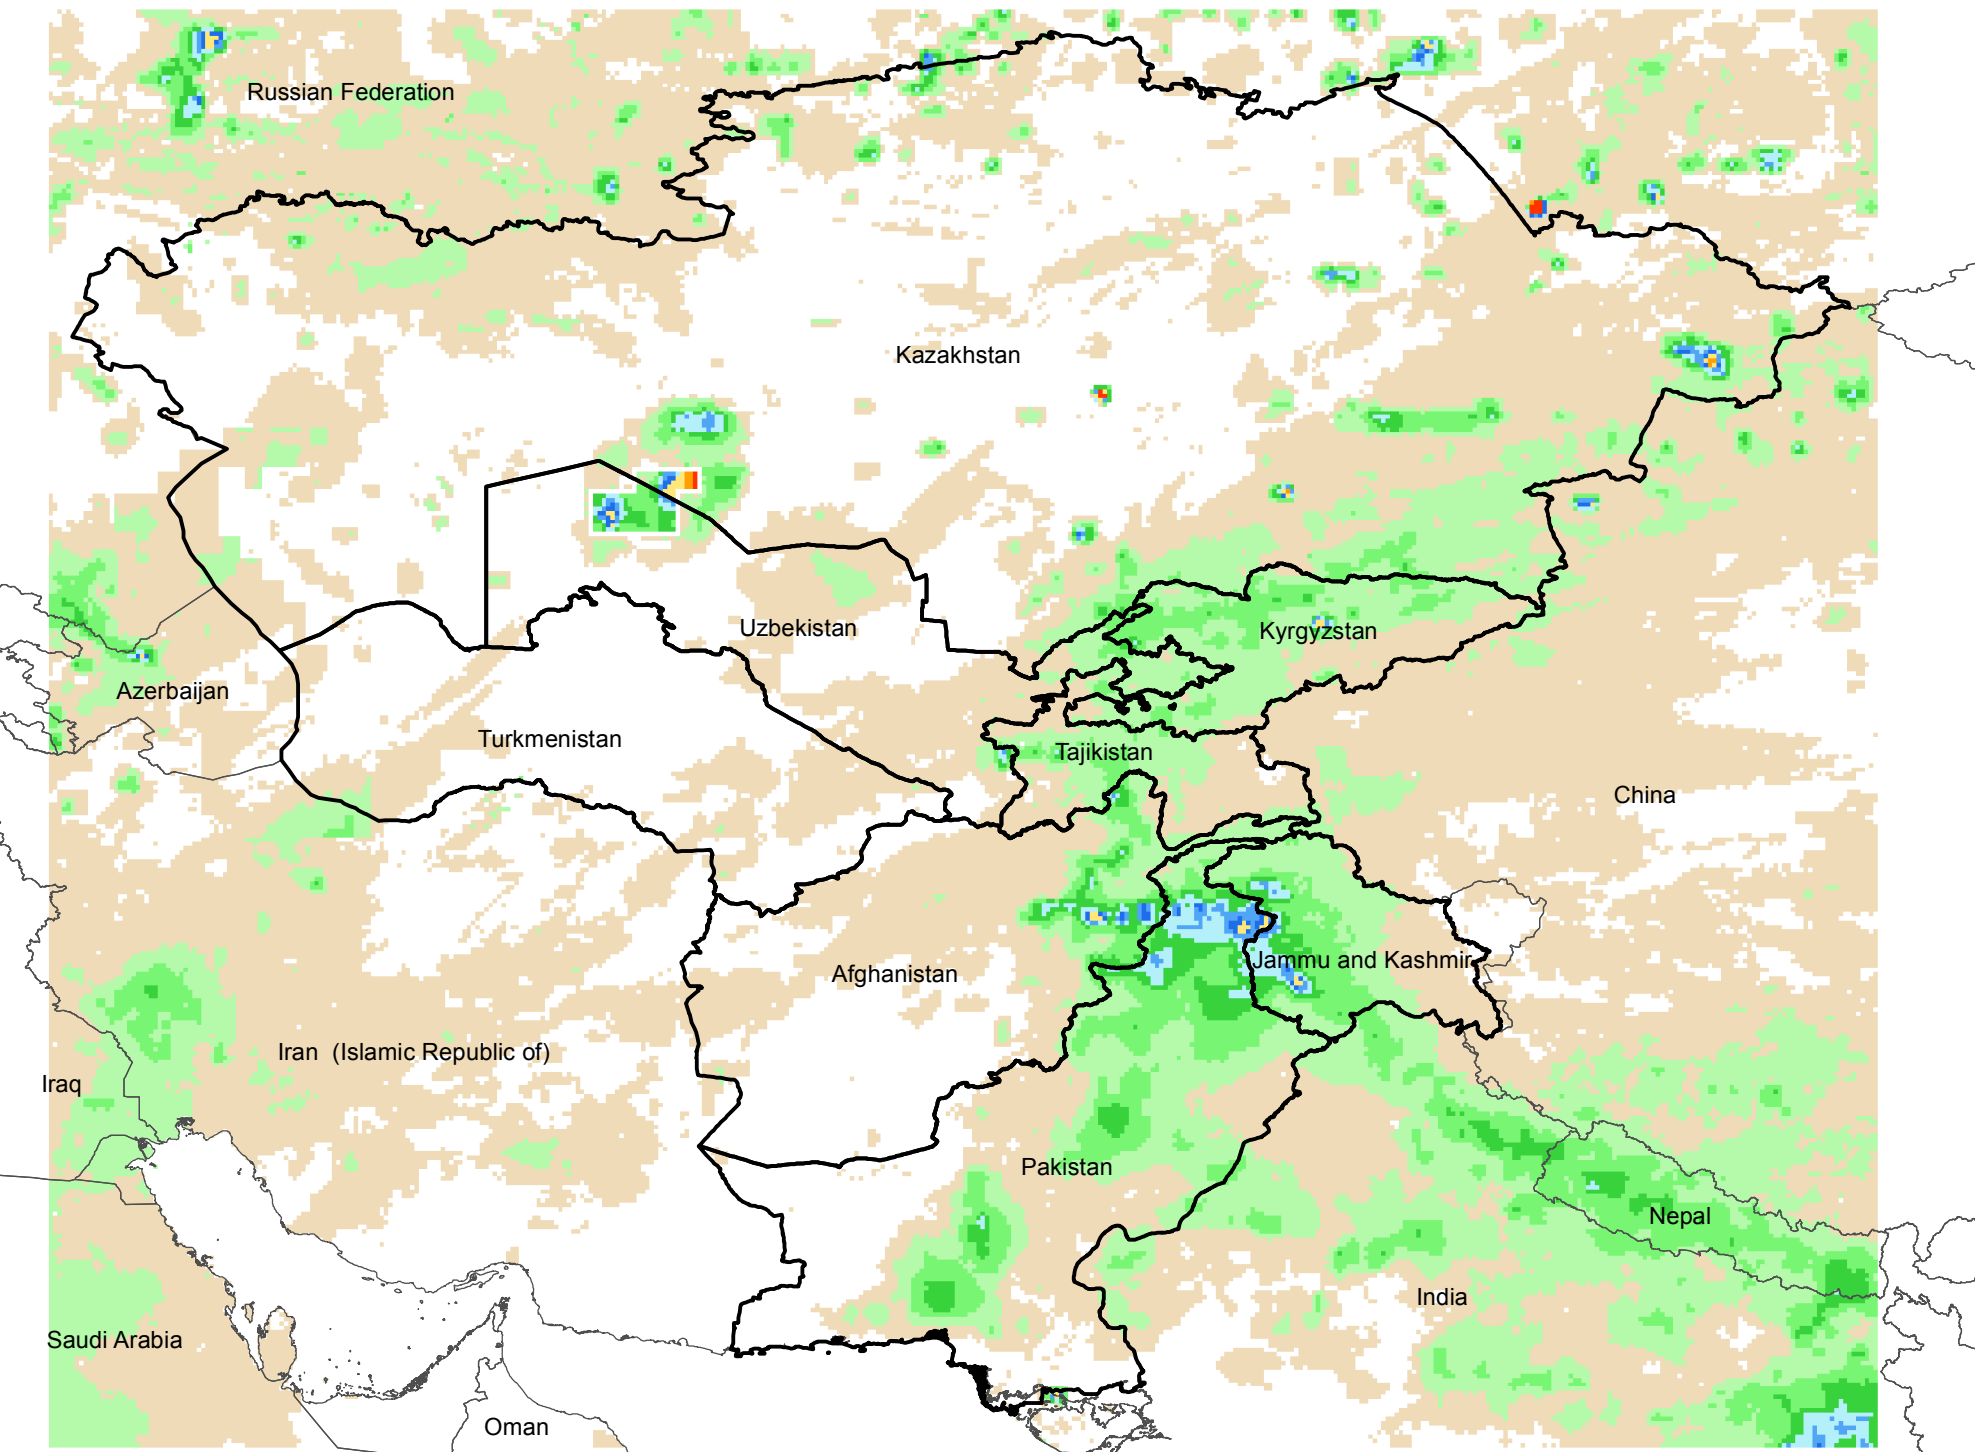 Russian Federation
Kazakhstan
Uzbekistan
Kyrgyzstan
Azerbaijan
Turkmenistan
Tajikistan
China
Afghanistan
Jammu and Kashmir
Iran  (Islamic Republic of)
Iraq
Pakistan
Nepal
India
Saudi Arabia
Oman